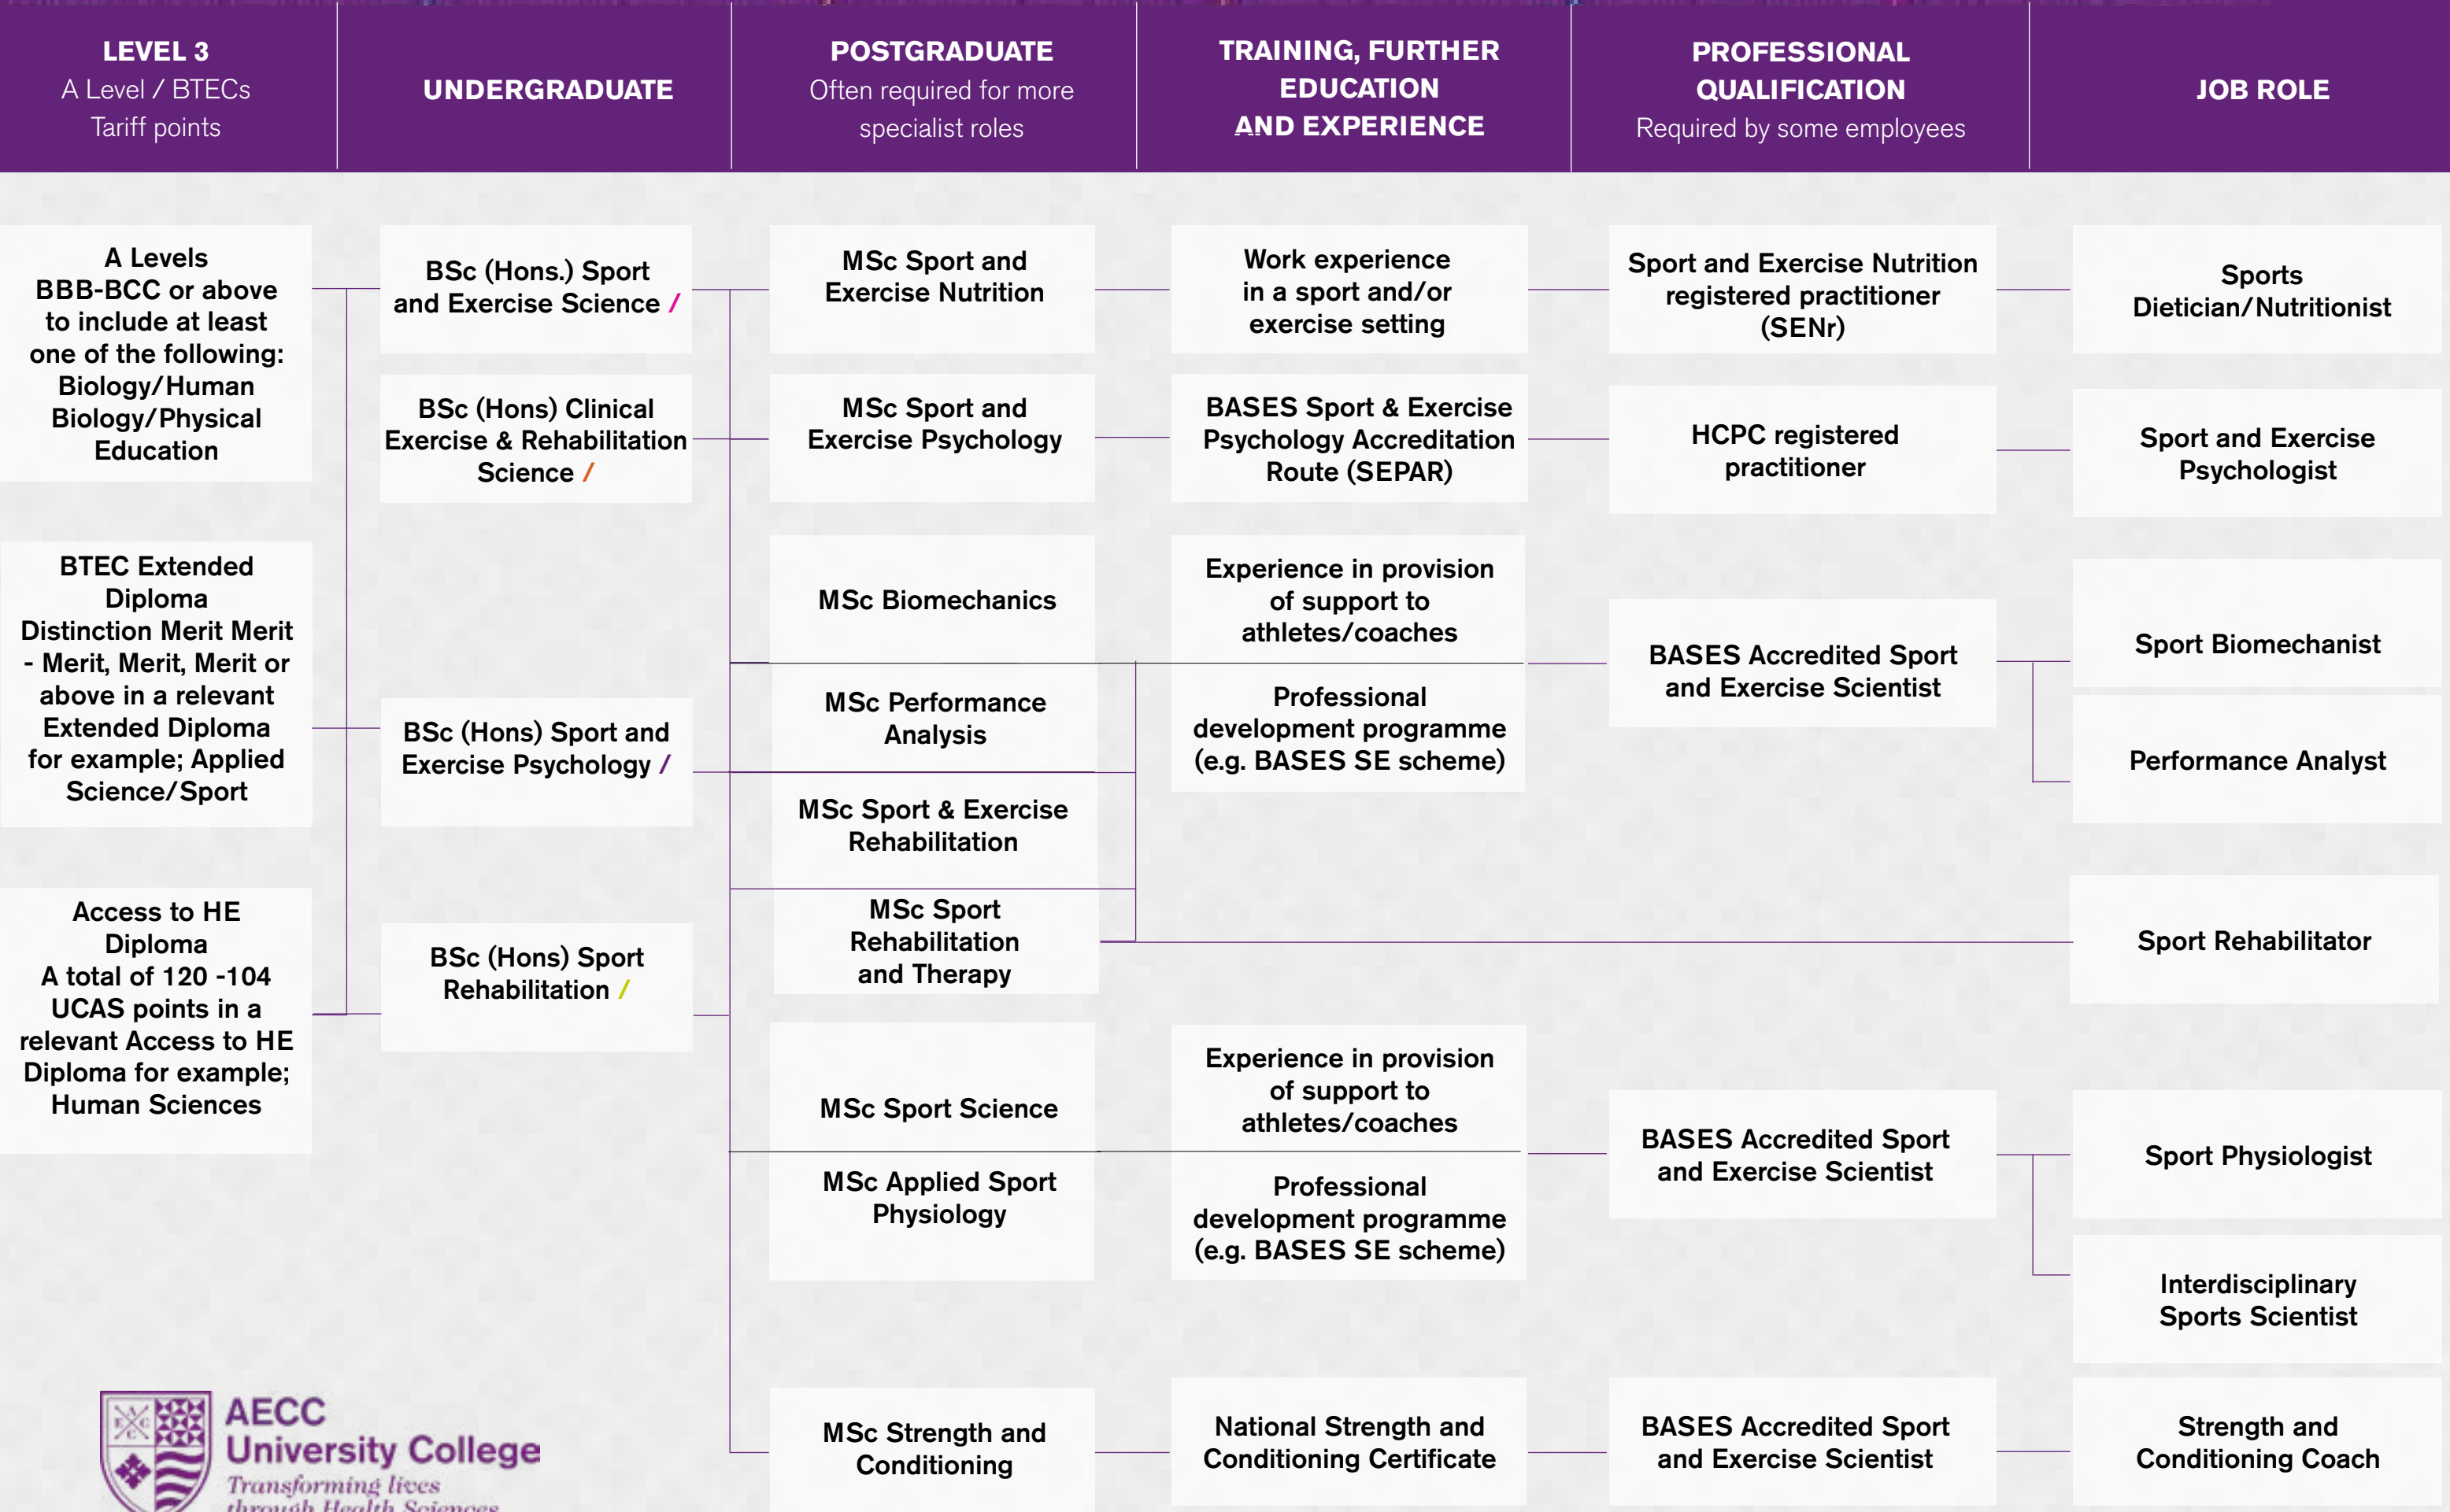 LEVEL 3
A Level / BTECs
Tariff points
UNDERGRADUATE
POSTGRADUATE
Often required for more
specialist roles
TRAINING, FURTHER
EDUCATION
AND EXPERIENCE
PROFESSIONAL
QUALIFICATION
Required by some employees
JOB ROLE
A Levels
BBB-BCC or above
to include at least
one of the following:
Biology/Human
Biology/Physical
Education
BTEC Extended
Diploma
Distinction Merit Merit
- Merit, Merit, Merit or
above in a relevant
Extended Diploma
for example; Applied
Science/Sport
Access to HE
Diploma
A total of 120 -104
UCAS points in a
relevant Access to HE
Diploma for example;
Human Sciences
BSc (Hons.) Sport
and Exercise Science /
BSc (Hons) Clinical
Exercise & Rehabilitation
Science /
BSc (Hons) Sport and
Exercise Psychology /
BSc (Hons) Sport
Rehabilitation /
MSc Sport and
Exercise Nutrition
MSc Sport and
Exercise Psychology
MSc Biomechanics
MSc Performance
Analysis
MSc Sport & Exercise
Rehabilitation
MSc Sport
Rehabilitation
and Therapy
MSc Sport Science
MSc Applied Sport
Physiology
MSc Strength and
Conditioning
Work experience
in a sport and/or
exercise setting
BASES Sport & Exercise
Psychology Accreditation
Route (SEPAR)
Experience in provision
of support to
athletes/coaches
Professional
development programme
(e.g. BASES SE scheme)
Experience in provision
of support to
athletes/coaches
Professional
development programme
(e.g. BASES SE scheme)
National Strength and
Conditioning Certificate
Sport and Exercise Nutrition
registered practitioner
(SENr)
HCPC registered
practitioner
BASES Accredited Sport
and Exercise Scientist
BASES Accredited Sport
and Exercise Scientist
BASES Accredited Sport
and Exercise Scientist
Sports
Dietician/Nutritionist
Sport and Exercise
Psychologist
Sport Biomechanist
Performance Analyst
Sport Rehabilitator
Sport Physiologist
Interdisciplinary
Sports Scientist
Strength and
Conditioning Coach
AECC
University College
Transforming lives
through Health Sciences